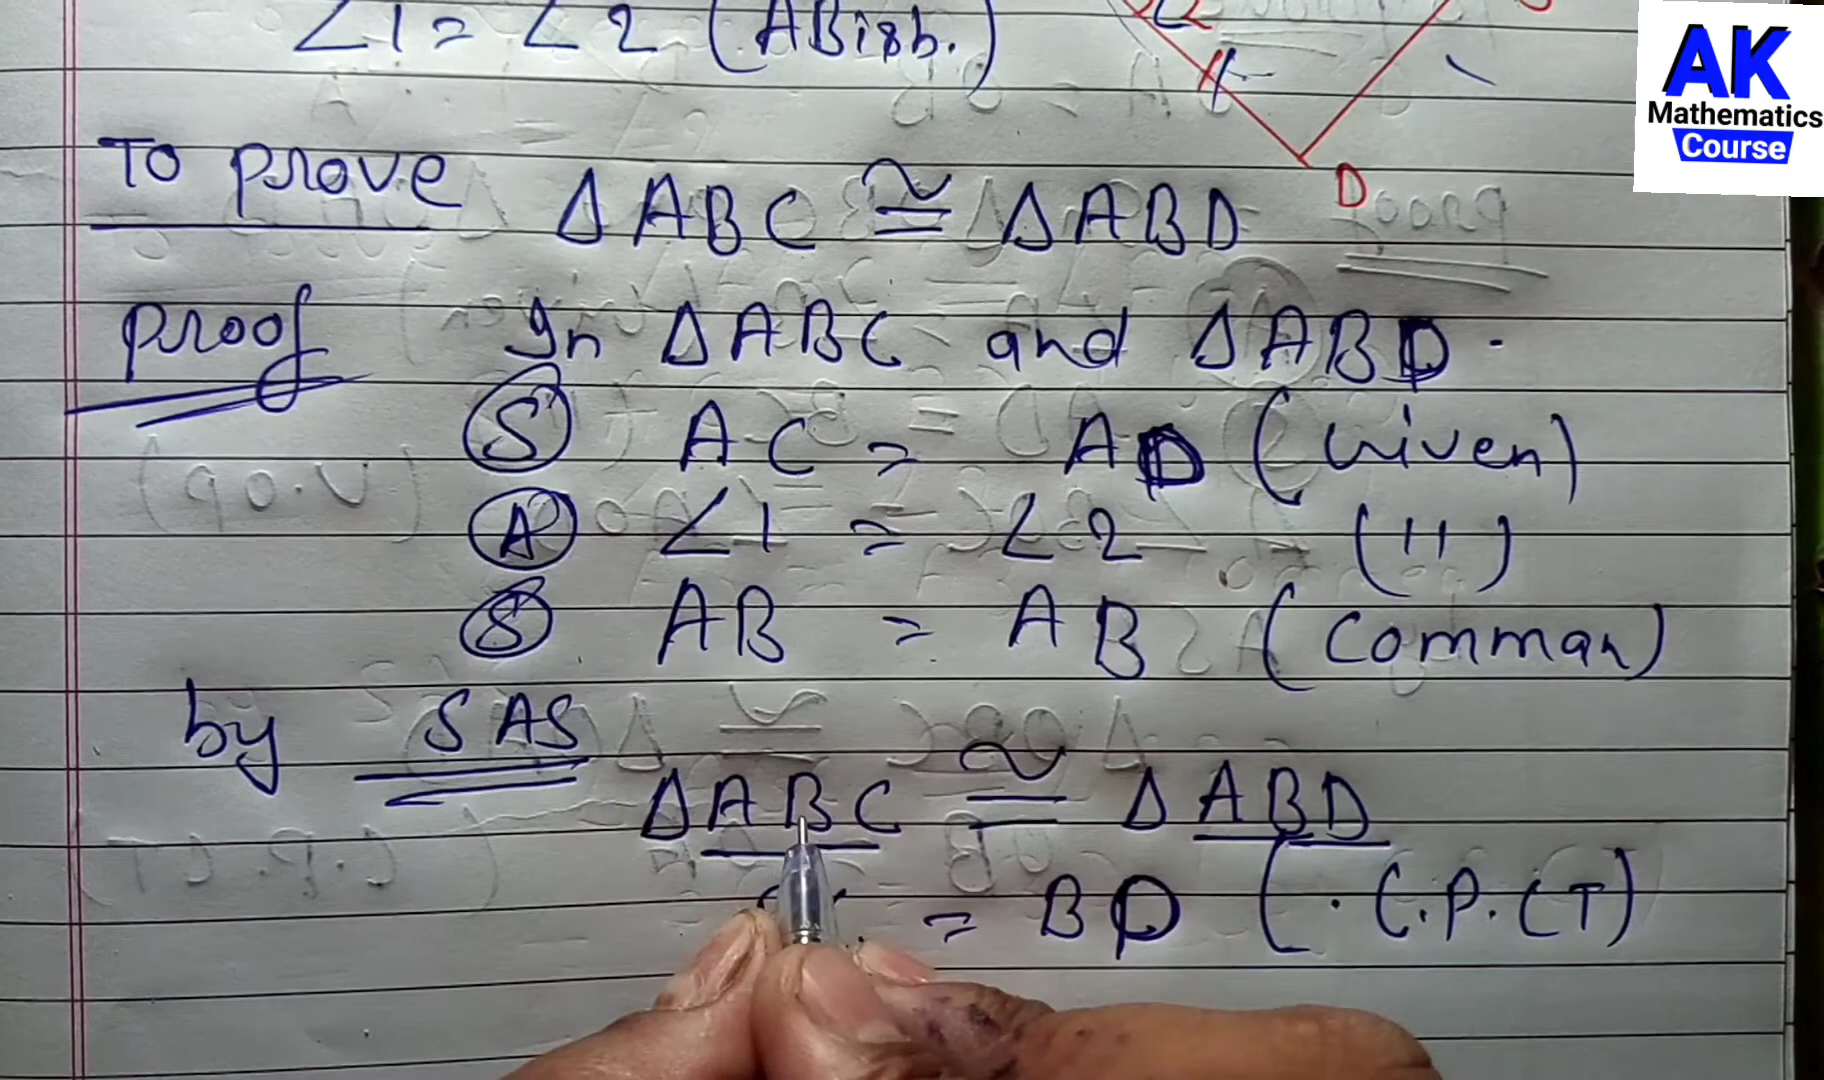 ∠1 = ∠2 (AB is b.)
AK
Mathematics
Course
To prove ΔABC ≅ ΔABD
D
Proof In ΔABC and ΔABD.
(S) AC = AD (Given)
(A) ∠1 = ∠2 (")
(S) AB = AB (Comman)
by SAS
ΔABC ≅ ΔABD
= BD (. C.P.CT)